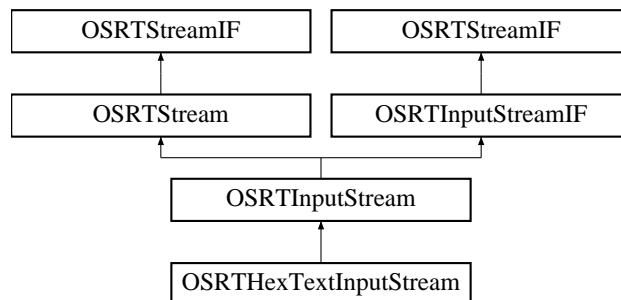 OSRTStreamIF
OSRTStreamIF
OSRTStream
OSRTInputStreamIF
OSRTInputStream
OSRTHexTextInputStream